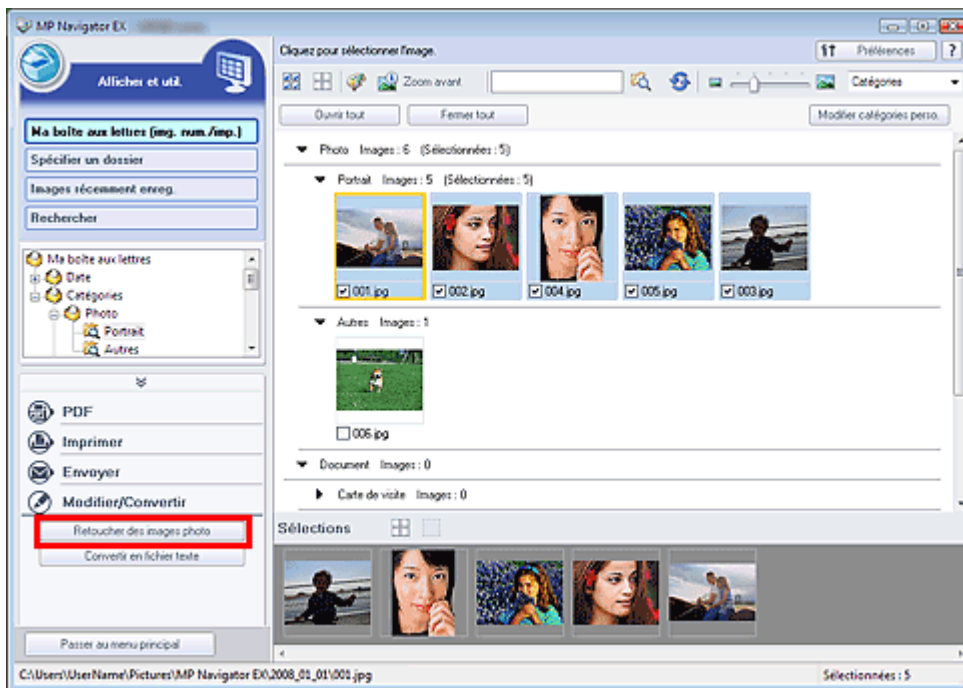 MP Navigator EX
Cliquez pour sélectionner l'image.
Préférences
?
Afficher et util.
Zoom avant
Catégories
Ouvrir tout
Fermer tout
Modifier catégories perso.
Ma boîte aux lettres (img. num./imp.)
Spécifier un dossier
Images récemment enreg.
Rechercher
Photo Images : 6 (Sélectionnées : 5)
Portrait Images : 5 (Sélectionnées : 5)
001.jpg
002.jpg
004.jpg
005.jpg
003.jpg
Ma boîte aux lettres
Date
Catégories
Photo
Portrait
Autres
Autres Images : 1
006.jpg
PDF
Imprimer
Envoyer
Modifier/Convertir
Retoucher des images photo
Convertir en fichier texte
Document Images : 0
Carte de visite Images : 0
Sélections
Passer au menu principal
C:\Users\UserName\Pictures\MP Navigator EX\2008_01_01\001.jpg
Sélectionnées : 5